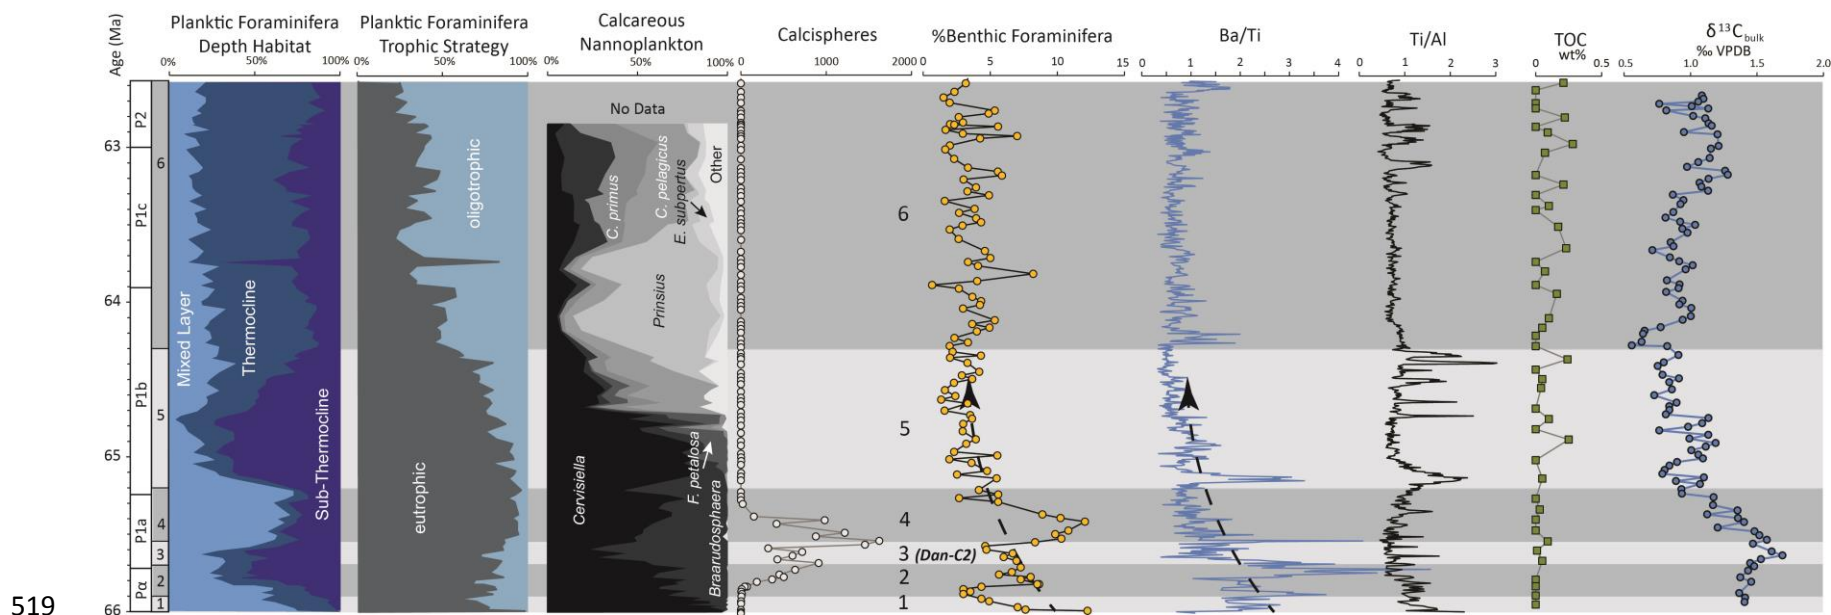 Age (Ma)
Planktic Foraminifera
Depth Habitat
0% 50% 100%
Planktic Foraminifera
Trophic Strategy
0% 50% 100%
Calcareous
Nannoplankton
0% 50% 100%
Calcispheres
0 1000 2000
%Benthic Foraminifera
0 5 10 15
Ba/Ti
0 1 2 3 4
Ti/Al
0 1 2 3
TOC
wt%
0 0.5
δ13Cbulk
‰ VPDB
0.5 1.0 1.5 2.0
63
64
65
66
P2
P1c
P1b
P1a
Pα
6
5
4
3
2
1
Mixed Layer
Thermocline
Sub-Thermocline
eutrophic
oligotrophic
No Data
C. primus
C. pelagicus
E. subpertus
Other
Prinsius
Cervisiella
F. petalosa
Braarudosphaera
6
5
4
3 (Dan-C2)
2
1
519